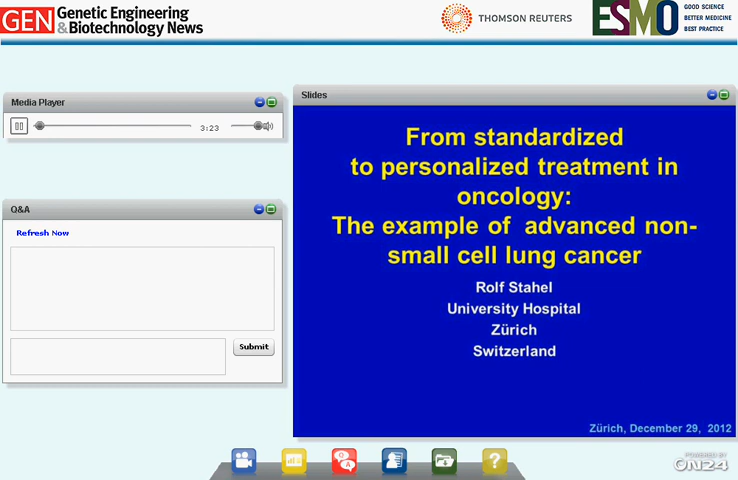 GEN Genetic Engineering
& Biotechnology News
THOMSON REUTERS
ESMO
GOOD SCIENCE
BETTER MEDICINE
BEST PRACTICE
Media Player
3:23
Q&A
Refresh Now
Submit
Slides
From standardized
to personalized treatment in
oncology:
The example of advanced non-
small cell lung cancer
Rolf Stahel
University Hospital
Zürich
Switzerland
Zürich, December 29, 2012
Q
A
?
POWERED BY
ON24